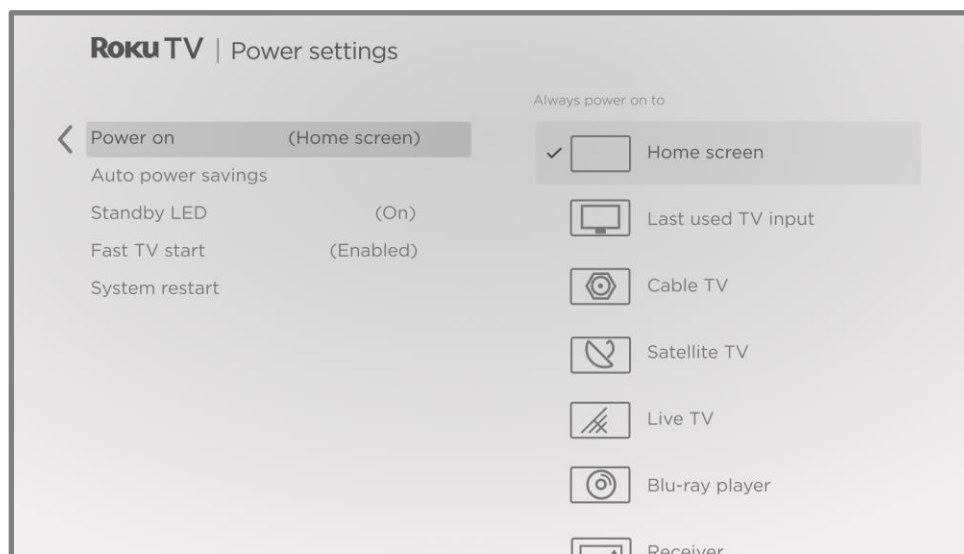 Roku TV | Power settings
Always power on to
Power on (Home screen)
Auto power savings
Standby LED (On)
Fast TV start (Enabled)
System restart
Home screen
Last used TV input
Cable TV
Satellite TV
Live TV
Blu-ray player
Receiver